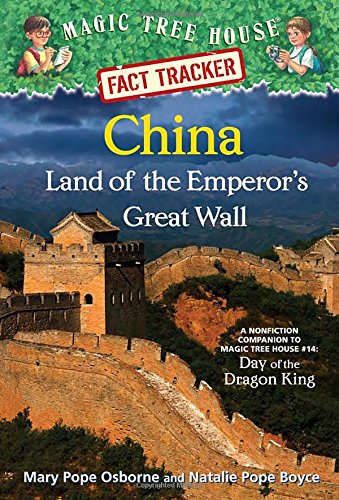 MAGIC TREE HOUSE
FACT TRACKER
China
Land of the Emperor's
Great Wall
A NONFICTION
COMPANION TO
MAGIC TREE HOUSE #14:
Day of the
Dragon King
Mary Pope Osborne and Natalie Pope Boyce